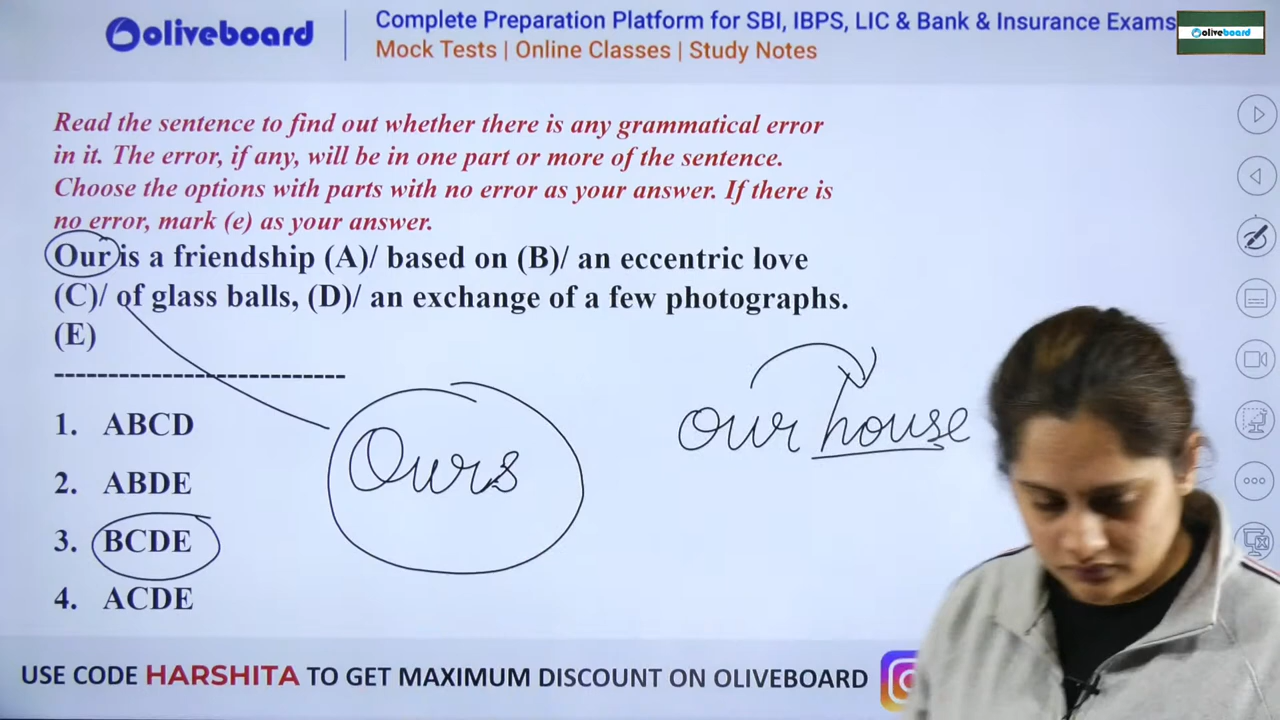 oliveboard
Complete Preparation Platform for SBI, IBPS, LIC & Bank & Insurance Exams
Mock Tests | Online Classes | Study Notes
oliveboard
Read the sentence to find out whether there is any grammatical error
in it. The error, if any, will be in one part or more of the sentence.
Choose the options with parts with no error as your answer. If there is
no error, mark (e) as your answer.
Our is a friendship (A)/ based on (B)/ an eccentric love
(C)/ of glass balls, (D)/ an exchange of a few photographs.
(E)
--------------------------
1. ABCD
2. ABDE
3. BCDE
4. ACDE
Ours
our house
USE CODE HARSHITA TO GET MAXIMUM DISCOUNT ON OLIVEBOARD